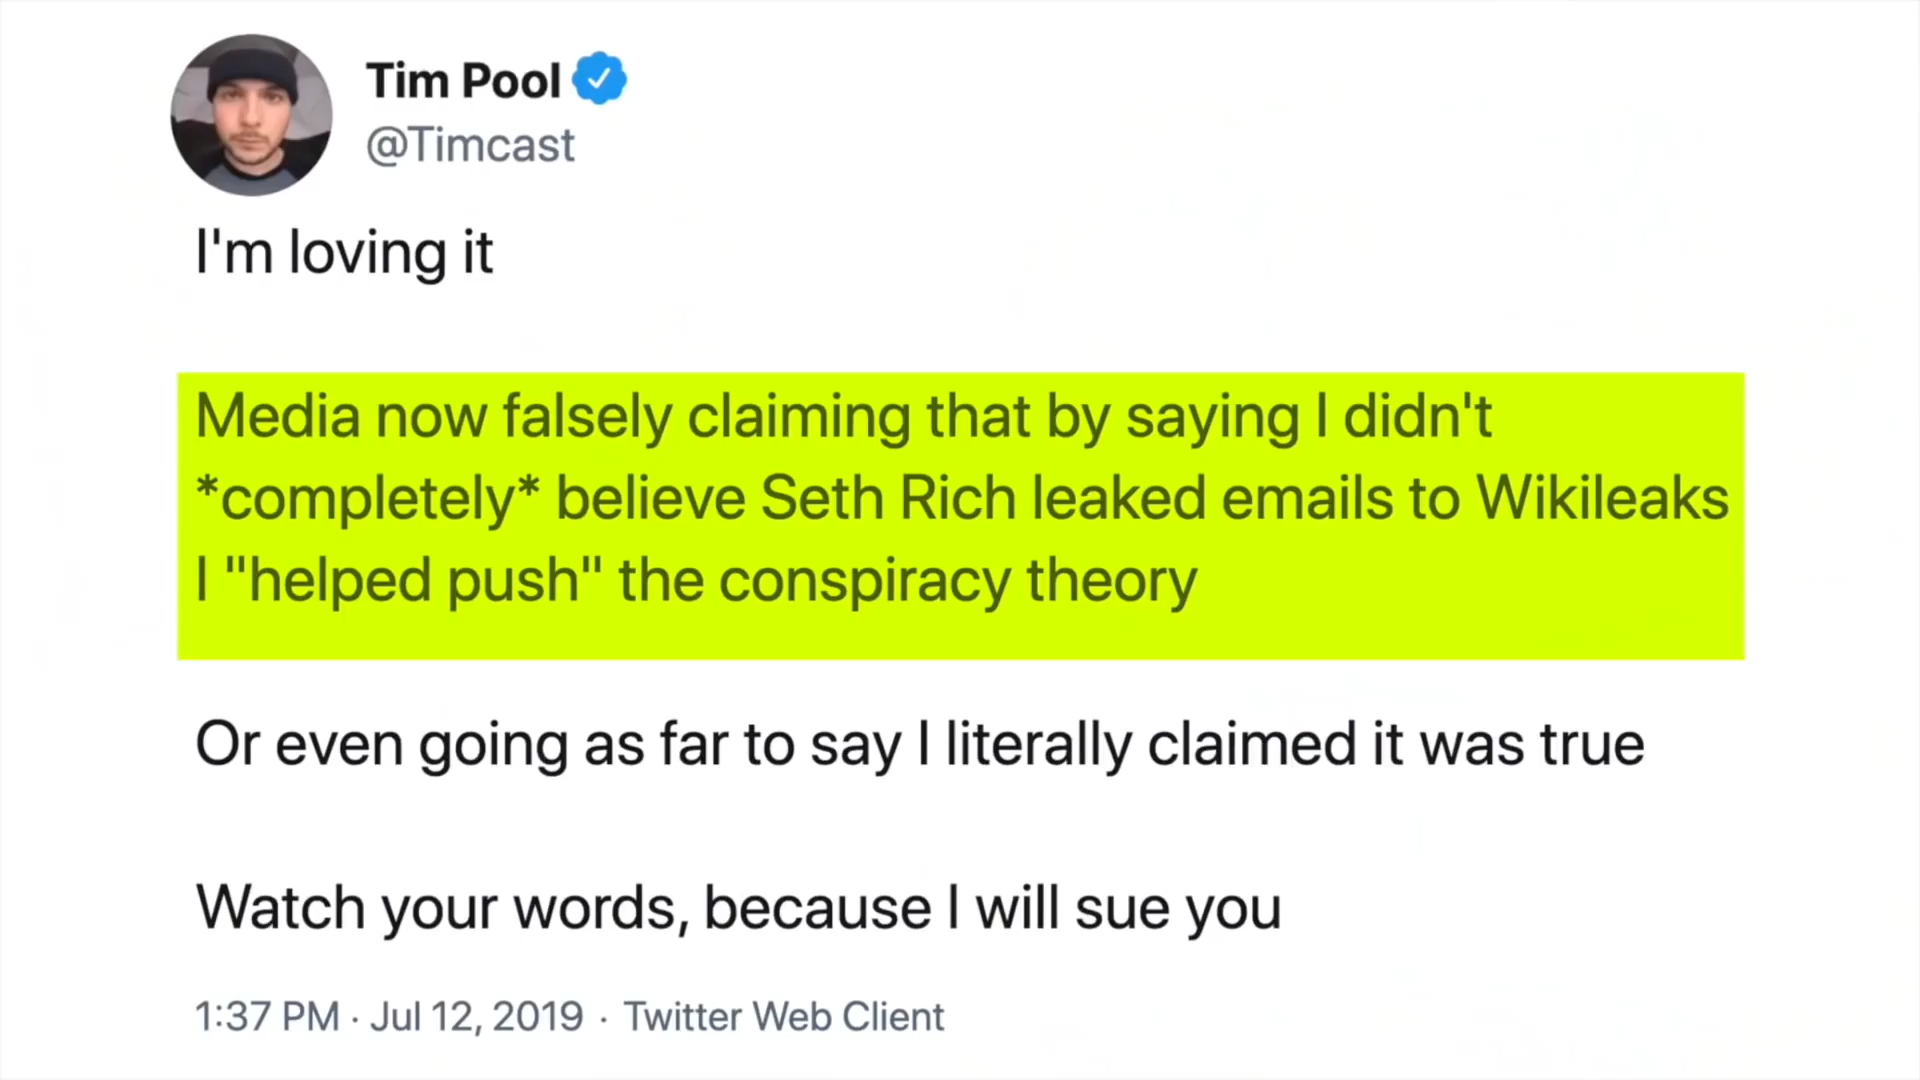 Tim Pool
@Timcast
I'm loving it
Media now falsely claiming that by saying I didn't
*completely* believe Seth Rich leaked emails to Wikileaks
I "helped push" the conspiracy theory
Or even going as far to say I literally claimed it was true
Watch your words, because I will sue you
1:37 PM · Jul 12, 2019 · Twitter Web Client